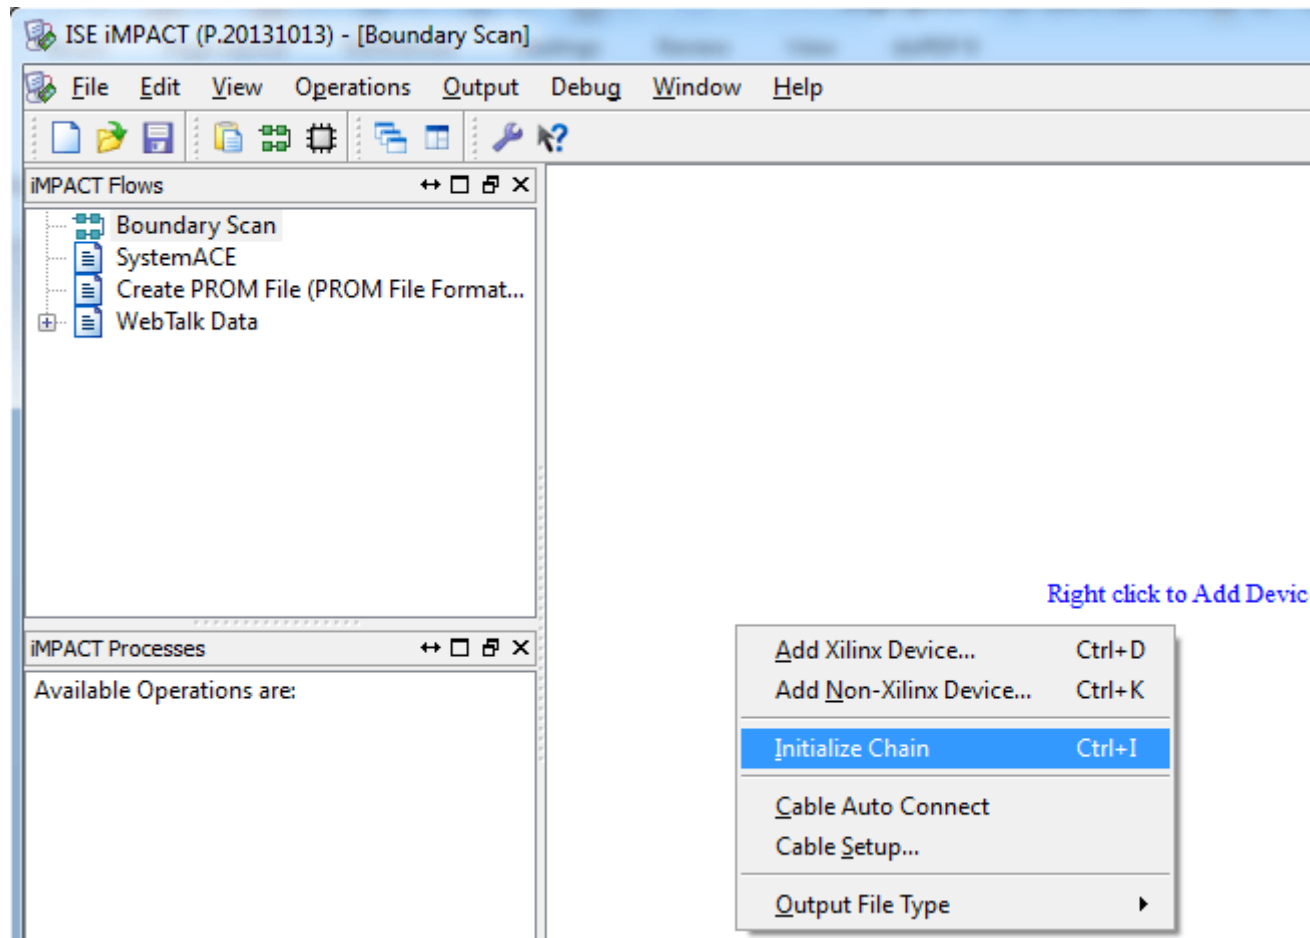 ISE iMPACT (P.20131013) - [Boundary Scan]
File Edit View Operations Output Debug Window Help
iMPACT Flows
Boundary Scan
SystemACE
Create PROM File (PROM File Format...
WebTalk Data
Right click to Add Devic
iMPACT Processes
Available Operations are:
Add Xilinx Device... Ctrl+D
Add Non-Xilinx Device... Ctrl+K
Initialize Chain Ctrl+I
Cable Auto Connect
Cable Setup...
Output File Type